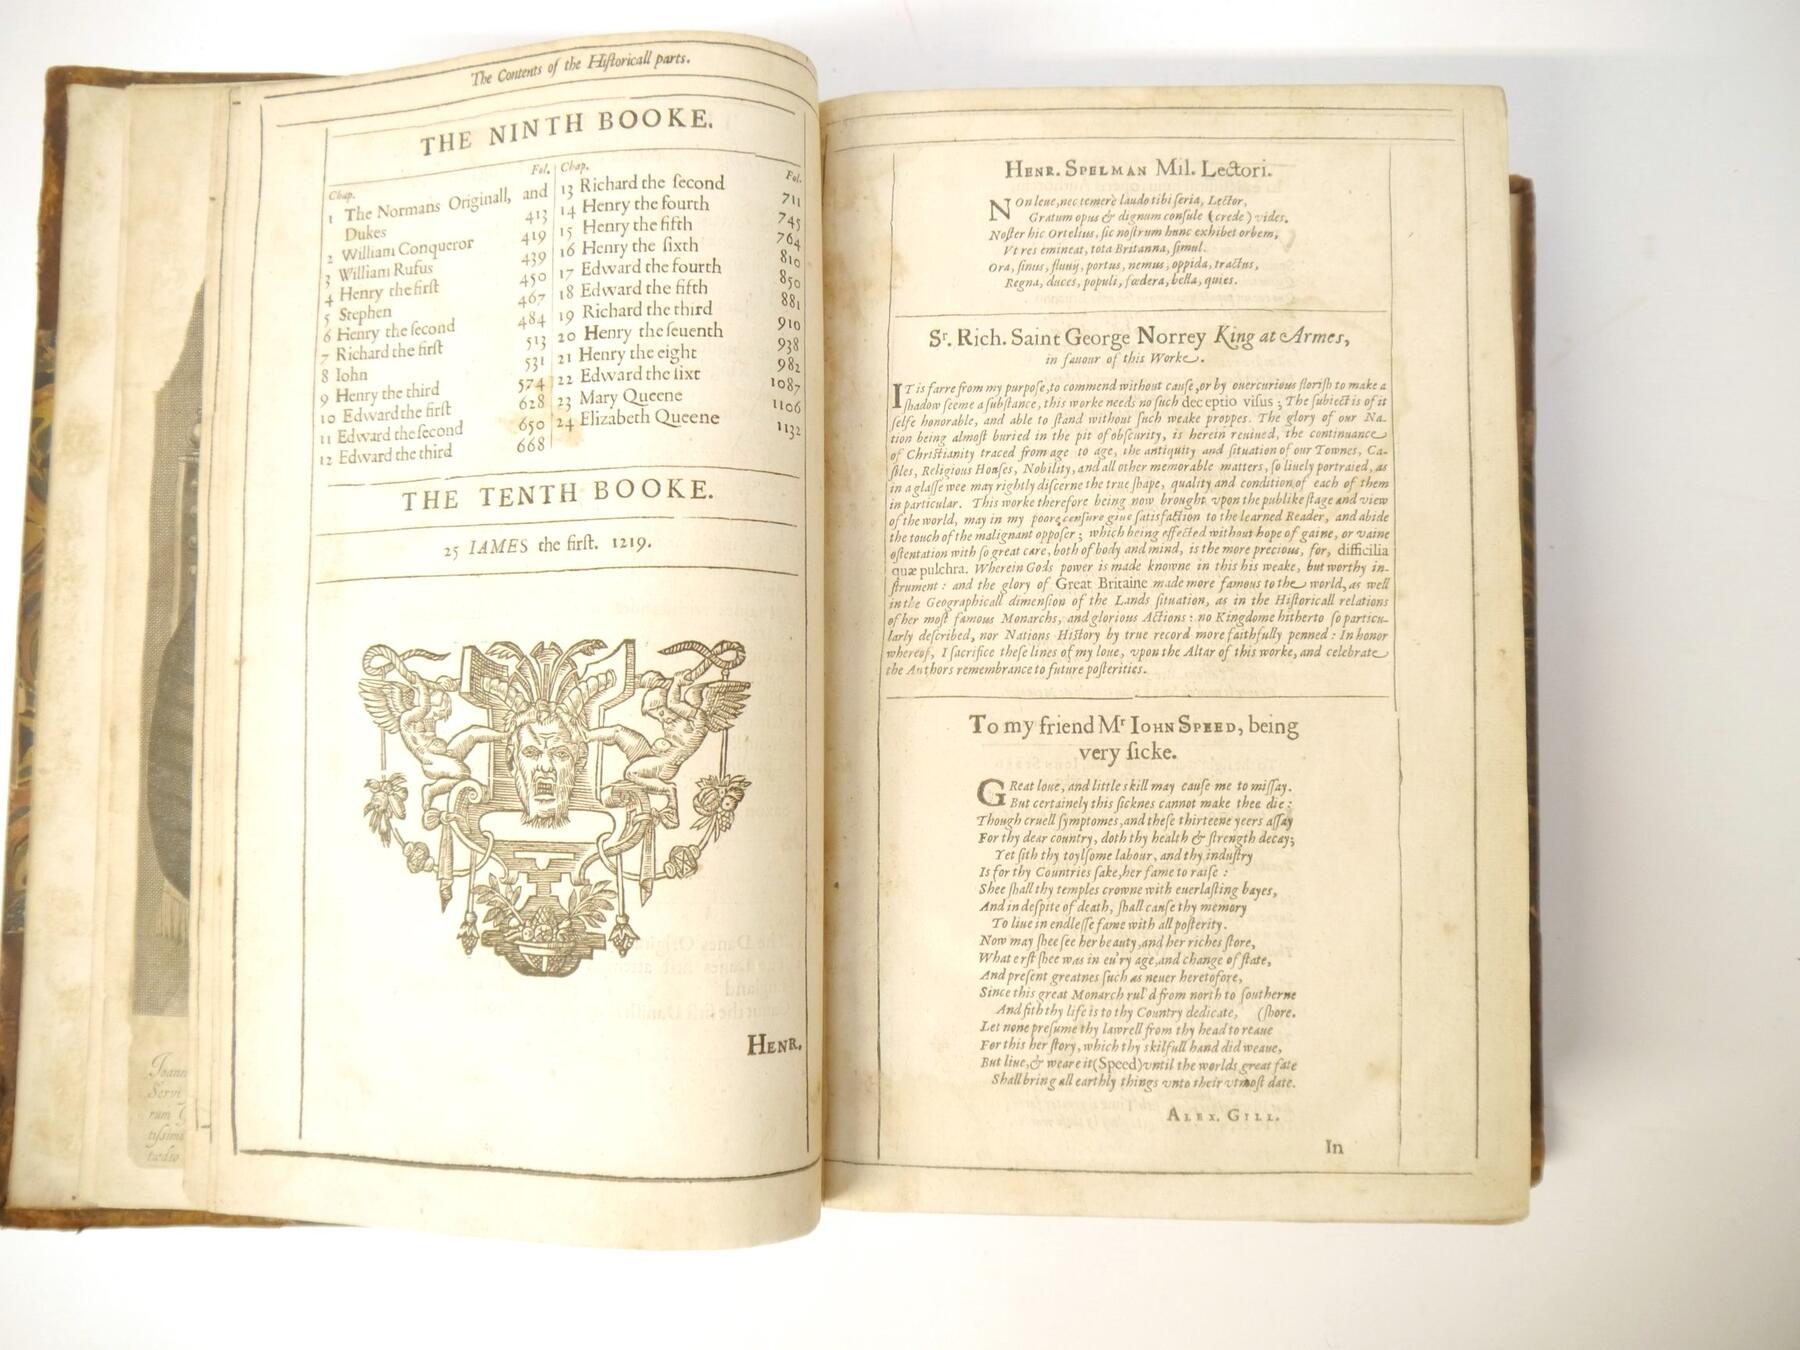 The Contents of the Hiſtoricall parts.
THE NINTH BOOKE.
Chap. Fol.
1 The Normans Originall, and
Dukes 413
2 William Conqueror 419
3 William Rufus 439
4 Henry the firſt 450
5 Stephen 467
6 Henry the ſecond 484
7 Richard the firſt 513
8 Iohn 531
9 Henry the third 574
10 Edward the firſt 628
11 Edward the ſecond 650
12 Edward the third 668
Chap. Fol.
13 Richard the ſecond 711
14 Henry the fourth 745
15 Henry the fifth 764
16 Henry the ſixth 810
17 Edward the fourth 850
18 Edward the fifth 881
19 Richard the third 910
20 Henry the ſeuenth 938
21 Henry the eight 982
22 Edward the ſixt 1087
23 Mary Queene 1106
24 Elizabeth Queene 1132
THE TENTH BOOKE.
25 IAMES the firſt. 1219.
HENR.
Joann
Servi
rum
tiſsimi
tædio
HENR. SPELMAN Mil. Lectori.
NOn leue, nec temerè laudo tibi ſeria, Lector,
Gratum opus & dignum conſule (crede) vides.
Noſter hic Ortelius, ſic noſtrum hunc exhibet orbem,
Vt res emineat, tota Britanna, ſimul.
Ora, ſinus, fluuij, portus, nemus, oppida, tractus,
Regna, duces, populi, fœdera, bella, quies.
Sr. Rich. Saint George Norrey King at Armes,
in fauour of this Worke.
IT is farre from my purpoſe, to commend without cauſe, or by ouercurious floriſh to make a
ſhadow ſeeme a ſubſtance, this worke needs no ſuch deceptio viſus; The ſubiect is of it
ſelfe honorable, and able to ſtand without ſuch weake proppes. The glory of our Na-
tion being almoſt buried in the pit of obſcurity, is herein reuiued, the continuance
of Chriſtianity traced from age to age, the antiquity and ſituation of our Townes, Ca-
ſtles, Religious Houſes, Nobility, and all other memorable matters, ſo liuely portraied, as
in a glaſſe wee may rightly diſcerne the true ſhape, quality and condition of each of them
in particular. This worke therefore being now brought vpon the publike ſtage and view
of the world, may in my poore cenſure giue ſatisfaction to the learned Reader, and abide
the touch of the malignant oppoſer; which being effected without hope of gaine, or vaine
oſtentation with ſo great care, both of body and mind, is the more precious, for, difficilia
quæ pulchra. Wherein Gods power is made knowne in this his weake, but worthy in-
ſtrument: and the glory of Great Britaine made more famous to the world, as well
in the Geographicall dimenſion of the Lands ſituation, as in the Hiſtoricall relations
of her moſt famous Monarchs, and glorious Actions: no Kingdome hitherto ſo particu-
larly deſcribed, nor Nations Hiſtory by true record more faithfully penned: In honor
whereof, I ſacrifice theſe lines of my loue, vpon the Altar of this worke, and celebrate
the Authors remembrance to future poſterities.
To my friend Mr IOHN SPEED, being
very ſicke.
GReat loue, and little skill may cauſe me to miſſay.
But certainely this ſicknes cannot make thee die:
Though cruell ſymptomes, and theſe thirteene yeers aſſay
For thy dear country, doth thy health & ſtrength decay;
Yet ſith thy toylſome labour, and thy induſtry
Is for thy Countries ſake, her fame to raiſe:
Shee ſhall thy temples crowne with euerlaſting bayes,
And in deſpite of death, ſhall cauſe thy memory
To liue in endleſſe fame with all poſterity.
Now may ſhee ſee her beauty, and her riches ſtore,
What erſt ſhee was in eu'ry age, and change of ſtate,
And preſent greatnes ſuch as neuer heretofore,
Since this great Monarch rul'd from north to ſoutherne
And ſith thy life is to thy Country dedicate, (ſhore.
Let none preſume thy lawrell from thy head to reaue
For this her ſtory, which thy skilfull hand did weaue,
But liue, & weare it (Speed) vntil the worlds great fate
Shall bring all earthly things vnto their vtmoſt date.
ALEX. GILL.
In